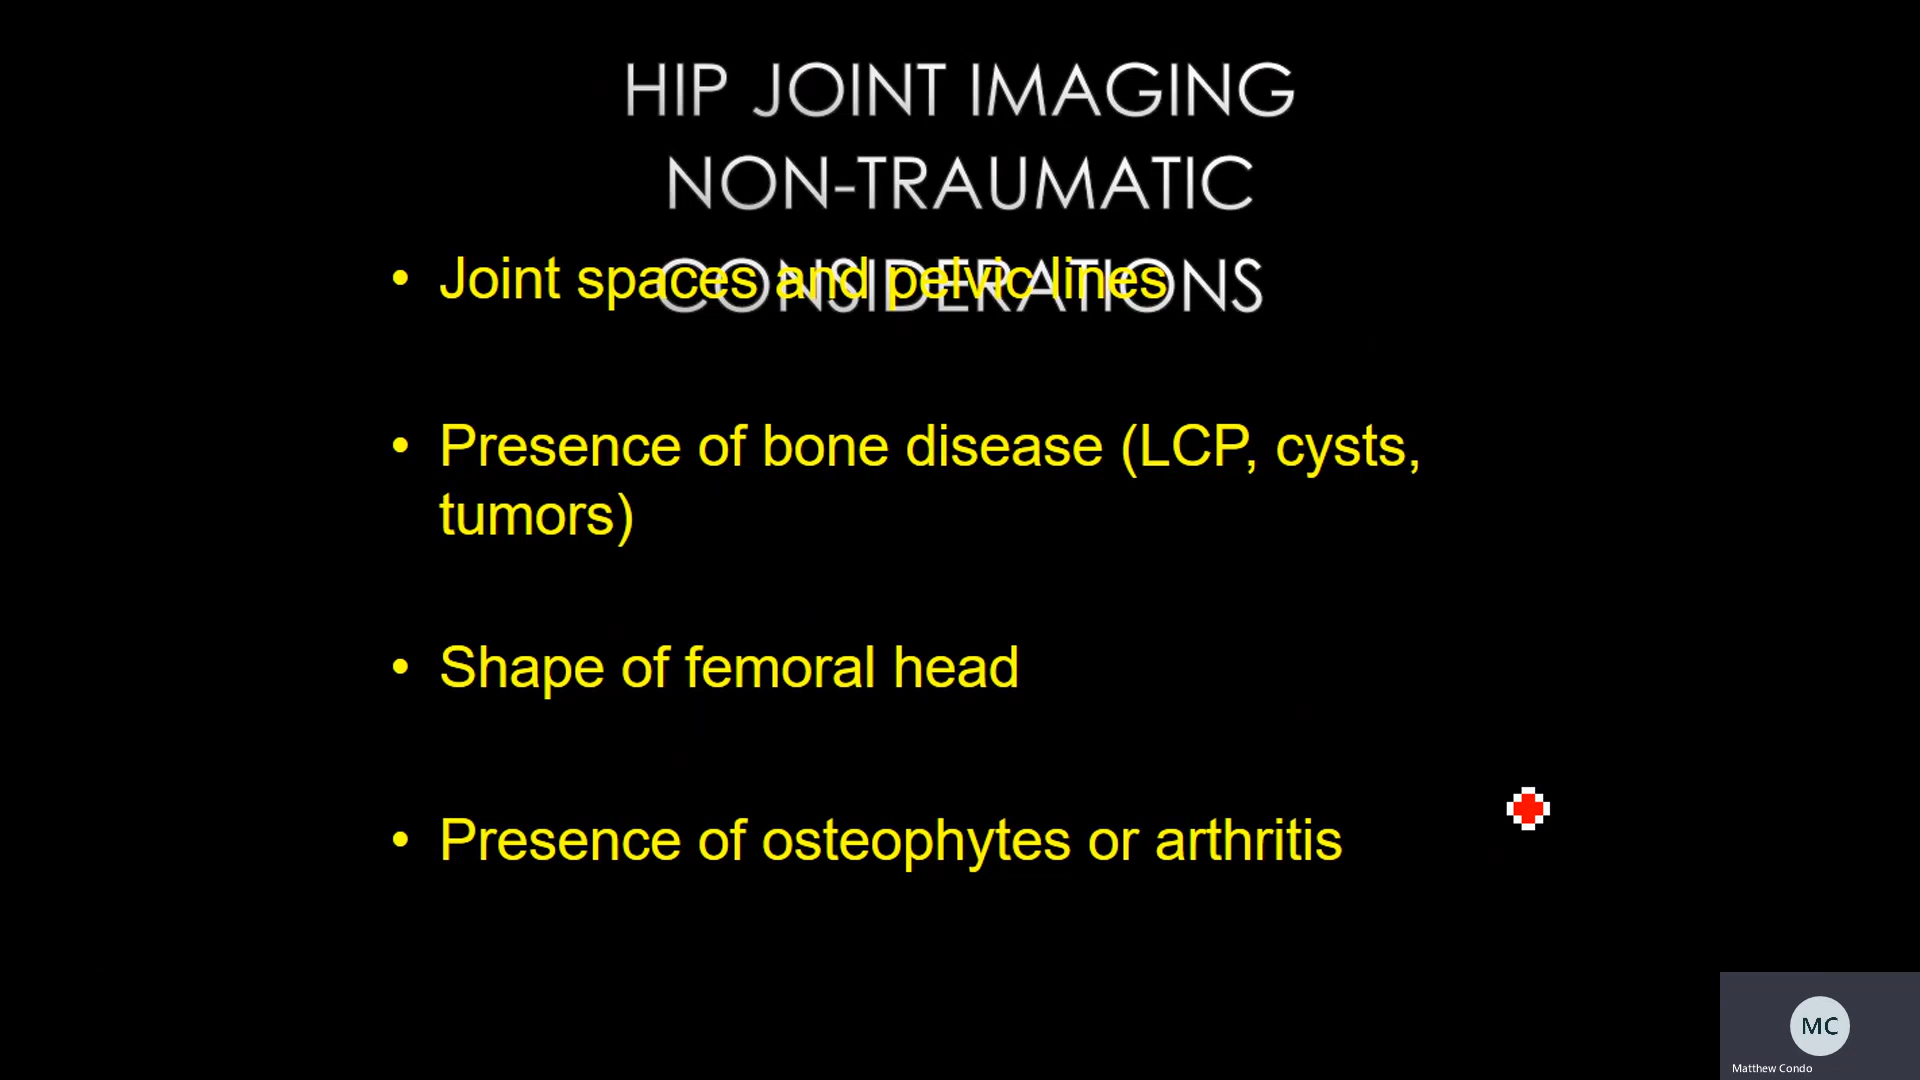 HIP JOINT IMAGING
NON-TRAUMATIC
CONSIDERATIONS
• Joint spaces and pelvic lines
• Presence of bone disease (LCP, cysts,
tumors)
• Shape of femoral head
• Presence of osteophytes or arthritis
MC
Matthew Condo